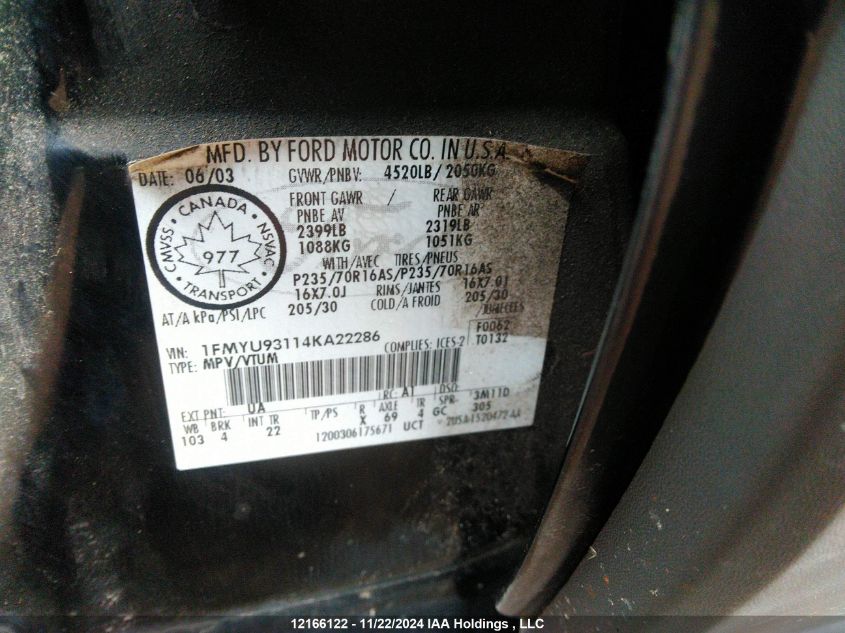 MFD. BY FORD MOTOR CO. IN U.S.A.
DATE: 06/03 GVWR/PNBV: 4520LB/ 2050KG
FRONT GAWR / REAR GAWR
PNBE AV PNBE AR
2399LB 2319LB
1088KG 1051KG
WITH/AVEC TIRES/PNEUS
P235/70R16AS/P235/70R16AS
16X7.0J RIMS/JANTES 16X7.0J
AT/A kPa/PSI/LPC 205/30 COLD/A FROID 205/30
/JUMELEES
CMVSS CANADA NSVAC
977
TRANSPORT
VIN: 1FMYU93114KA22286 COMPLIES: ICES-2
F0062
T0132
TYPE: MPV/VTUM
RC: A1 DSO:
3M11D
EXT PNT: UA
WB BRK INT TR TP/PS R AXLE TR SPR
103 4 22 X 69 4 GC 305
1200306175671 UCT
12166122 - 11/22/2024 IAA Holdings , LLC